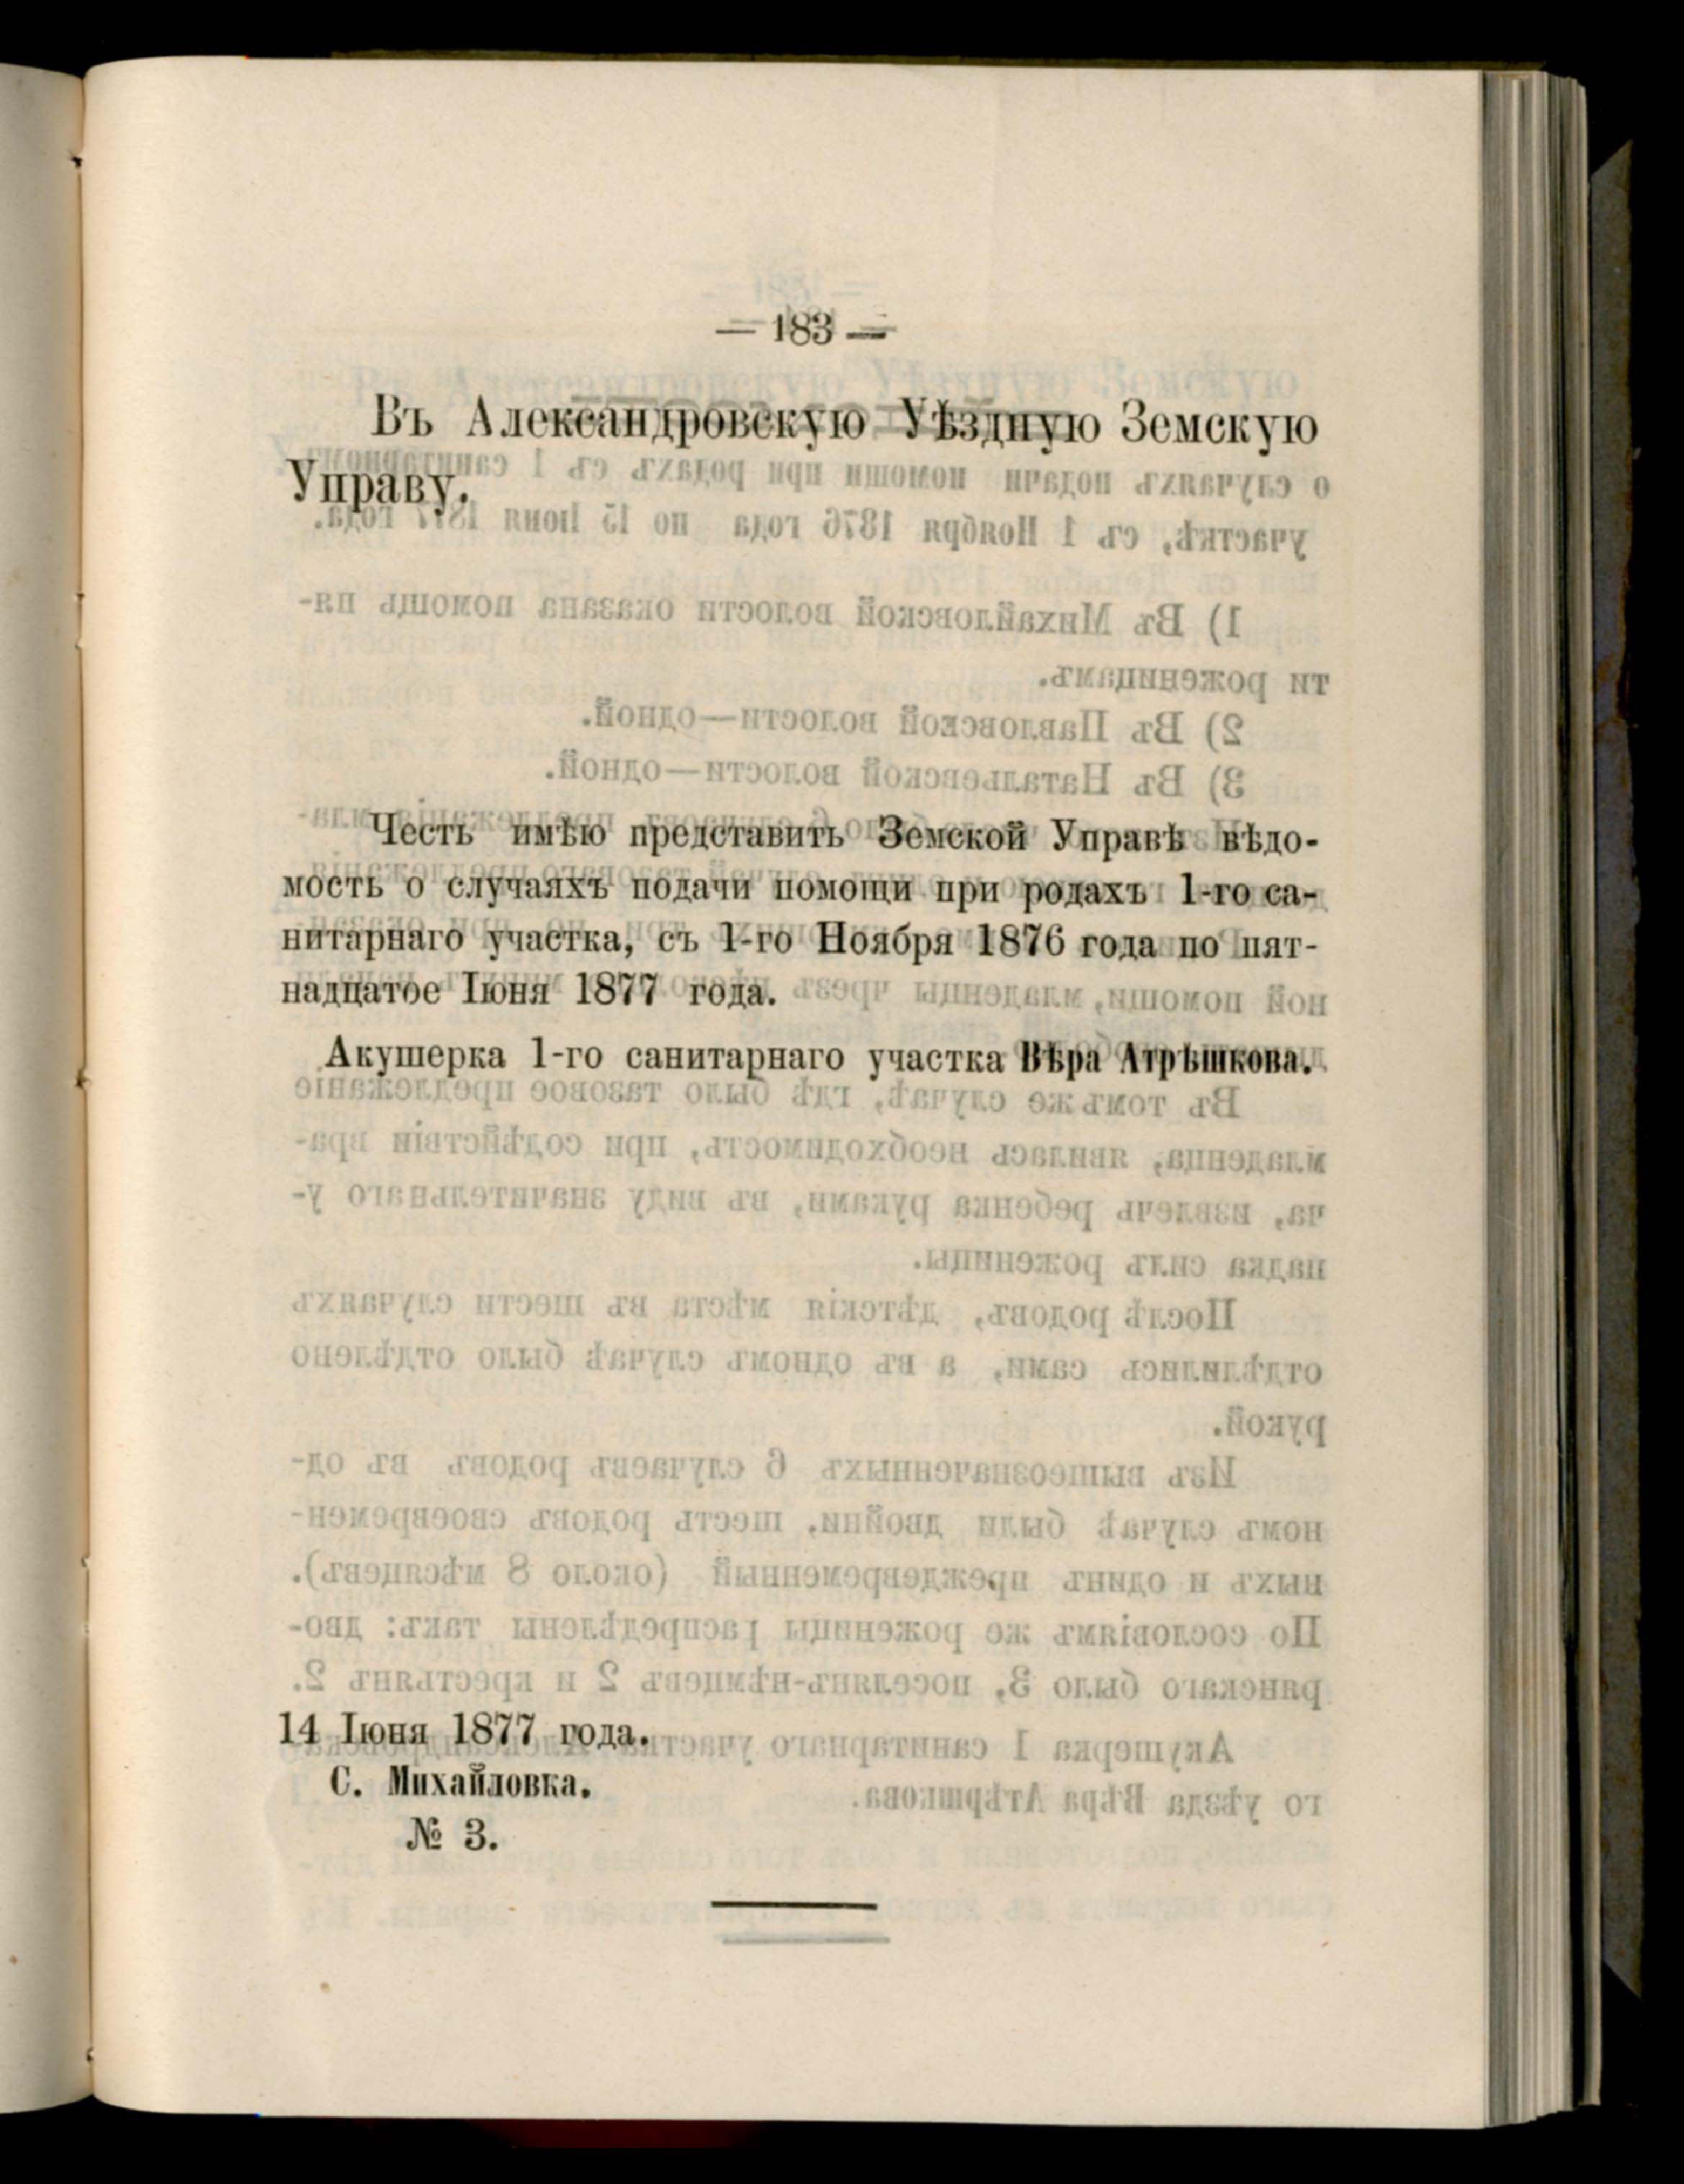 — 183 —
Въ Александровскую Уѣздную Земскую
Управу.
Честь имѣю представить Земской Управѣ вѣдо-
мость о случаяхъ подачи помощи при родахъ 1-го са-
нитарнаго участка, съ 1-го Ноября 1876 года по пят-
надцатое Іюня 1877 года.
Акушерка 1-го санитарнаго участка Вѣра Атрѣшкова.
14 Іюня 1877 года.
С. Михайловка.
№ 3.